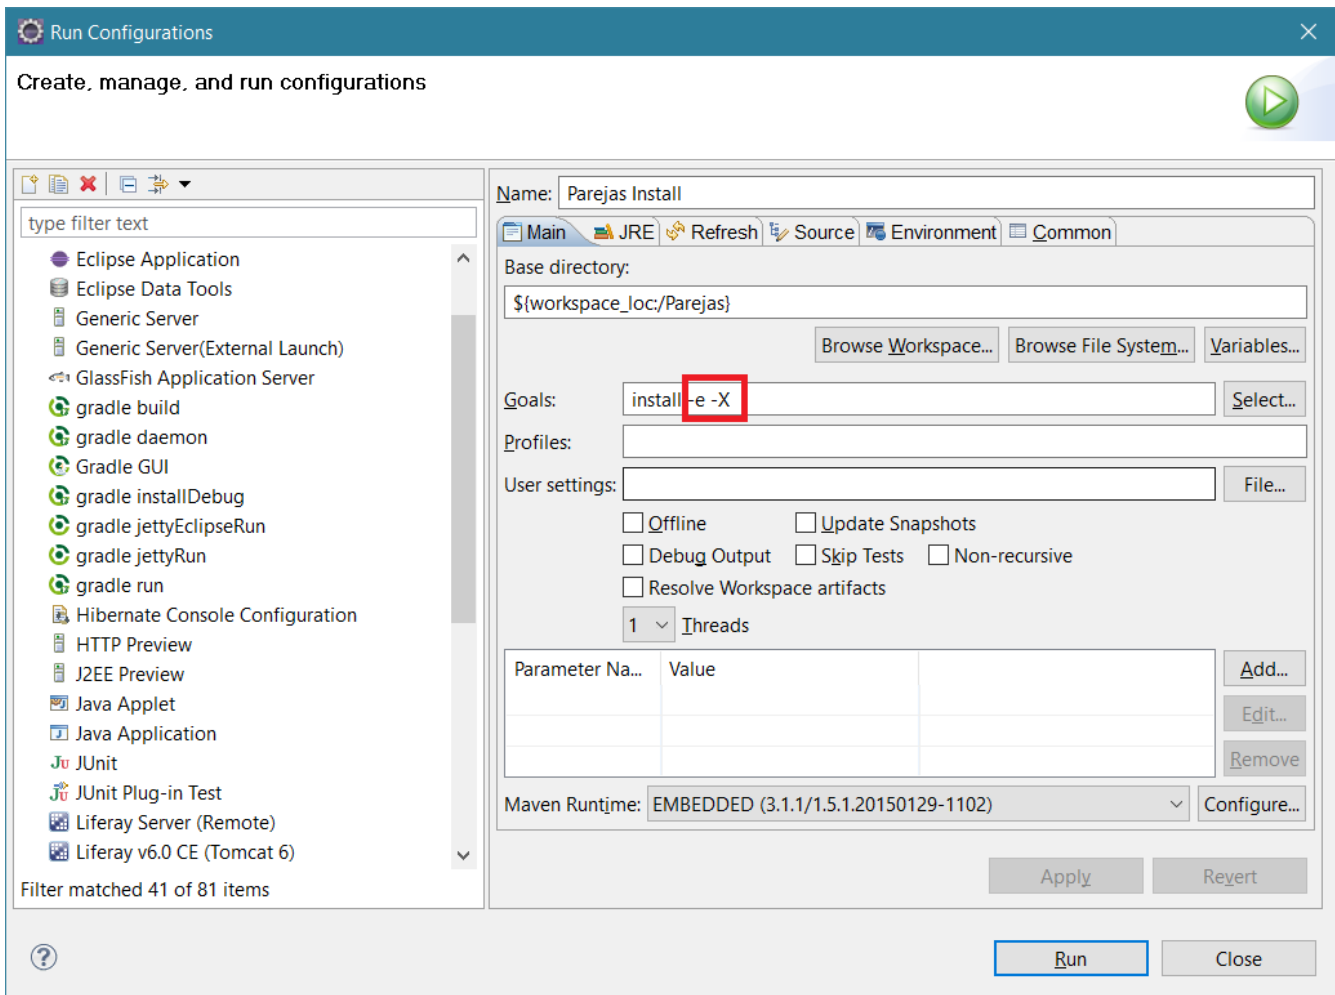 Run Configurations
Create, manage, and run configurations
type filter text
Eclipse Application
Eclipse Data Tools
Generic Server
Generic Server(External Launch)
GlassFish Application Server
gradle build
gradle daemon
Gradle GUI
gradle installDebug
gradle jettyEclipseRun
gradle jettyRun
gradle run
Hibernate Console Configuration
HTTP Preview
J2EE Preview
Java Applet
Java Application
JUnit
JUnit Plug-in Test
Liferay Server (Remote)
Liferay v6.0 CE (Tomcat 6)
Filter matched 41 of 81 items
Name: Parejas Install
Main JRE Refresh Source Environment Common
Base directory:
${workspace_loc:/Parejas}
Browse Workspace... Browse File System... Variables...
Goals: install -e -X Select...
Profiles:
User settings: File...
Offline Update Snapshots
Debug Output Skip Tests Non-recursive
Resolve Workspace artifacts
1 Threads
Parameter Na... Value Add...
Edit...
Remove
Maven Runtime: EMBEDDED (3.1.1/1.5.1.20150129-1102) Configure...
Apply Revert
Run Close